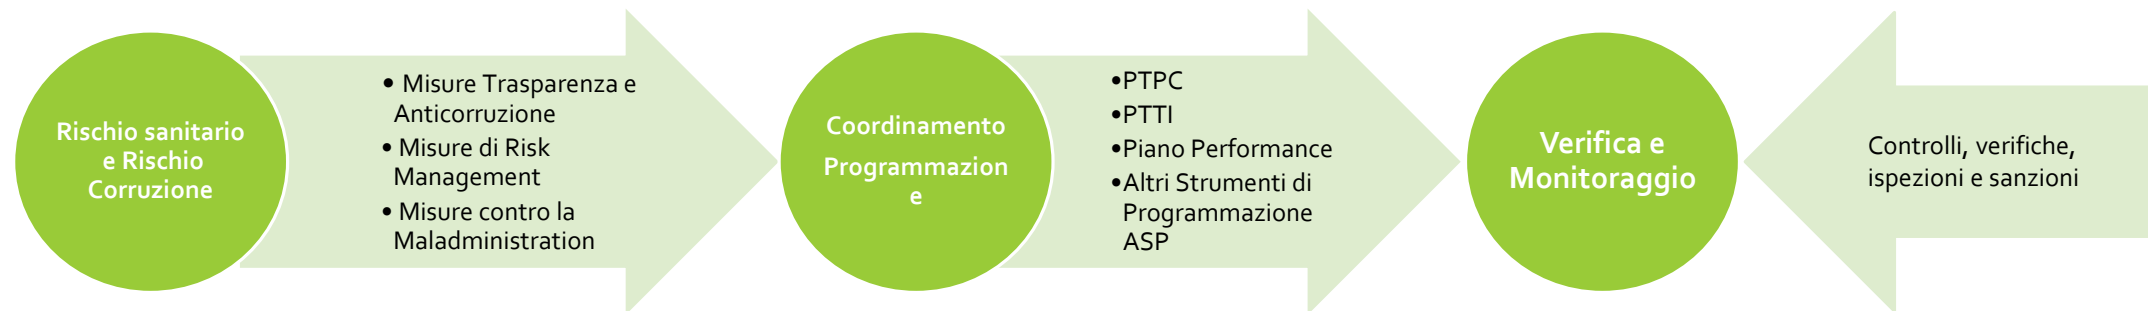 Rischio sanitario
e Rischio
Corruzione
• Misure Trasparenza e
Anticorruzione
• Misure di Risk
Management
• Misure contro la
Maladministration
Coordinamento
Programmazion
e
•PTPC
•PTTI
•Piano Performance
•Altri Strumenti di
Programmazione
ASP
Verifica e
Monitoraggio
Controlli, verifiche,
ispezioni e sanzioni